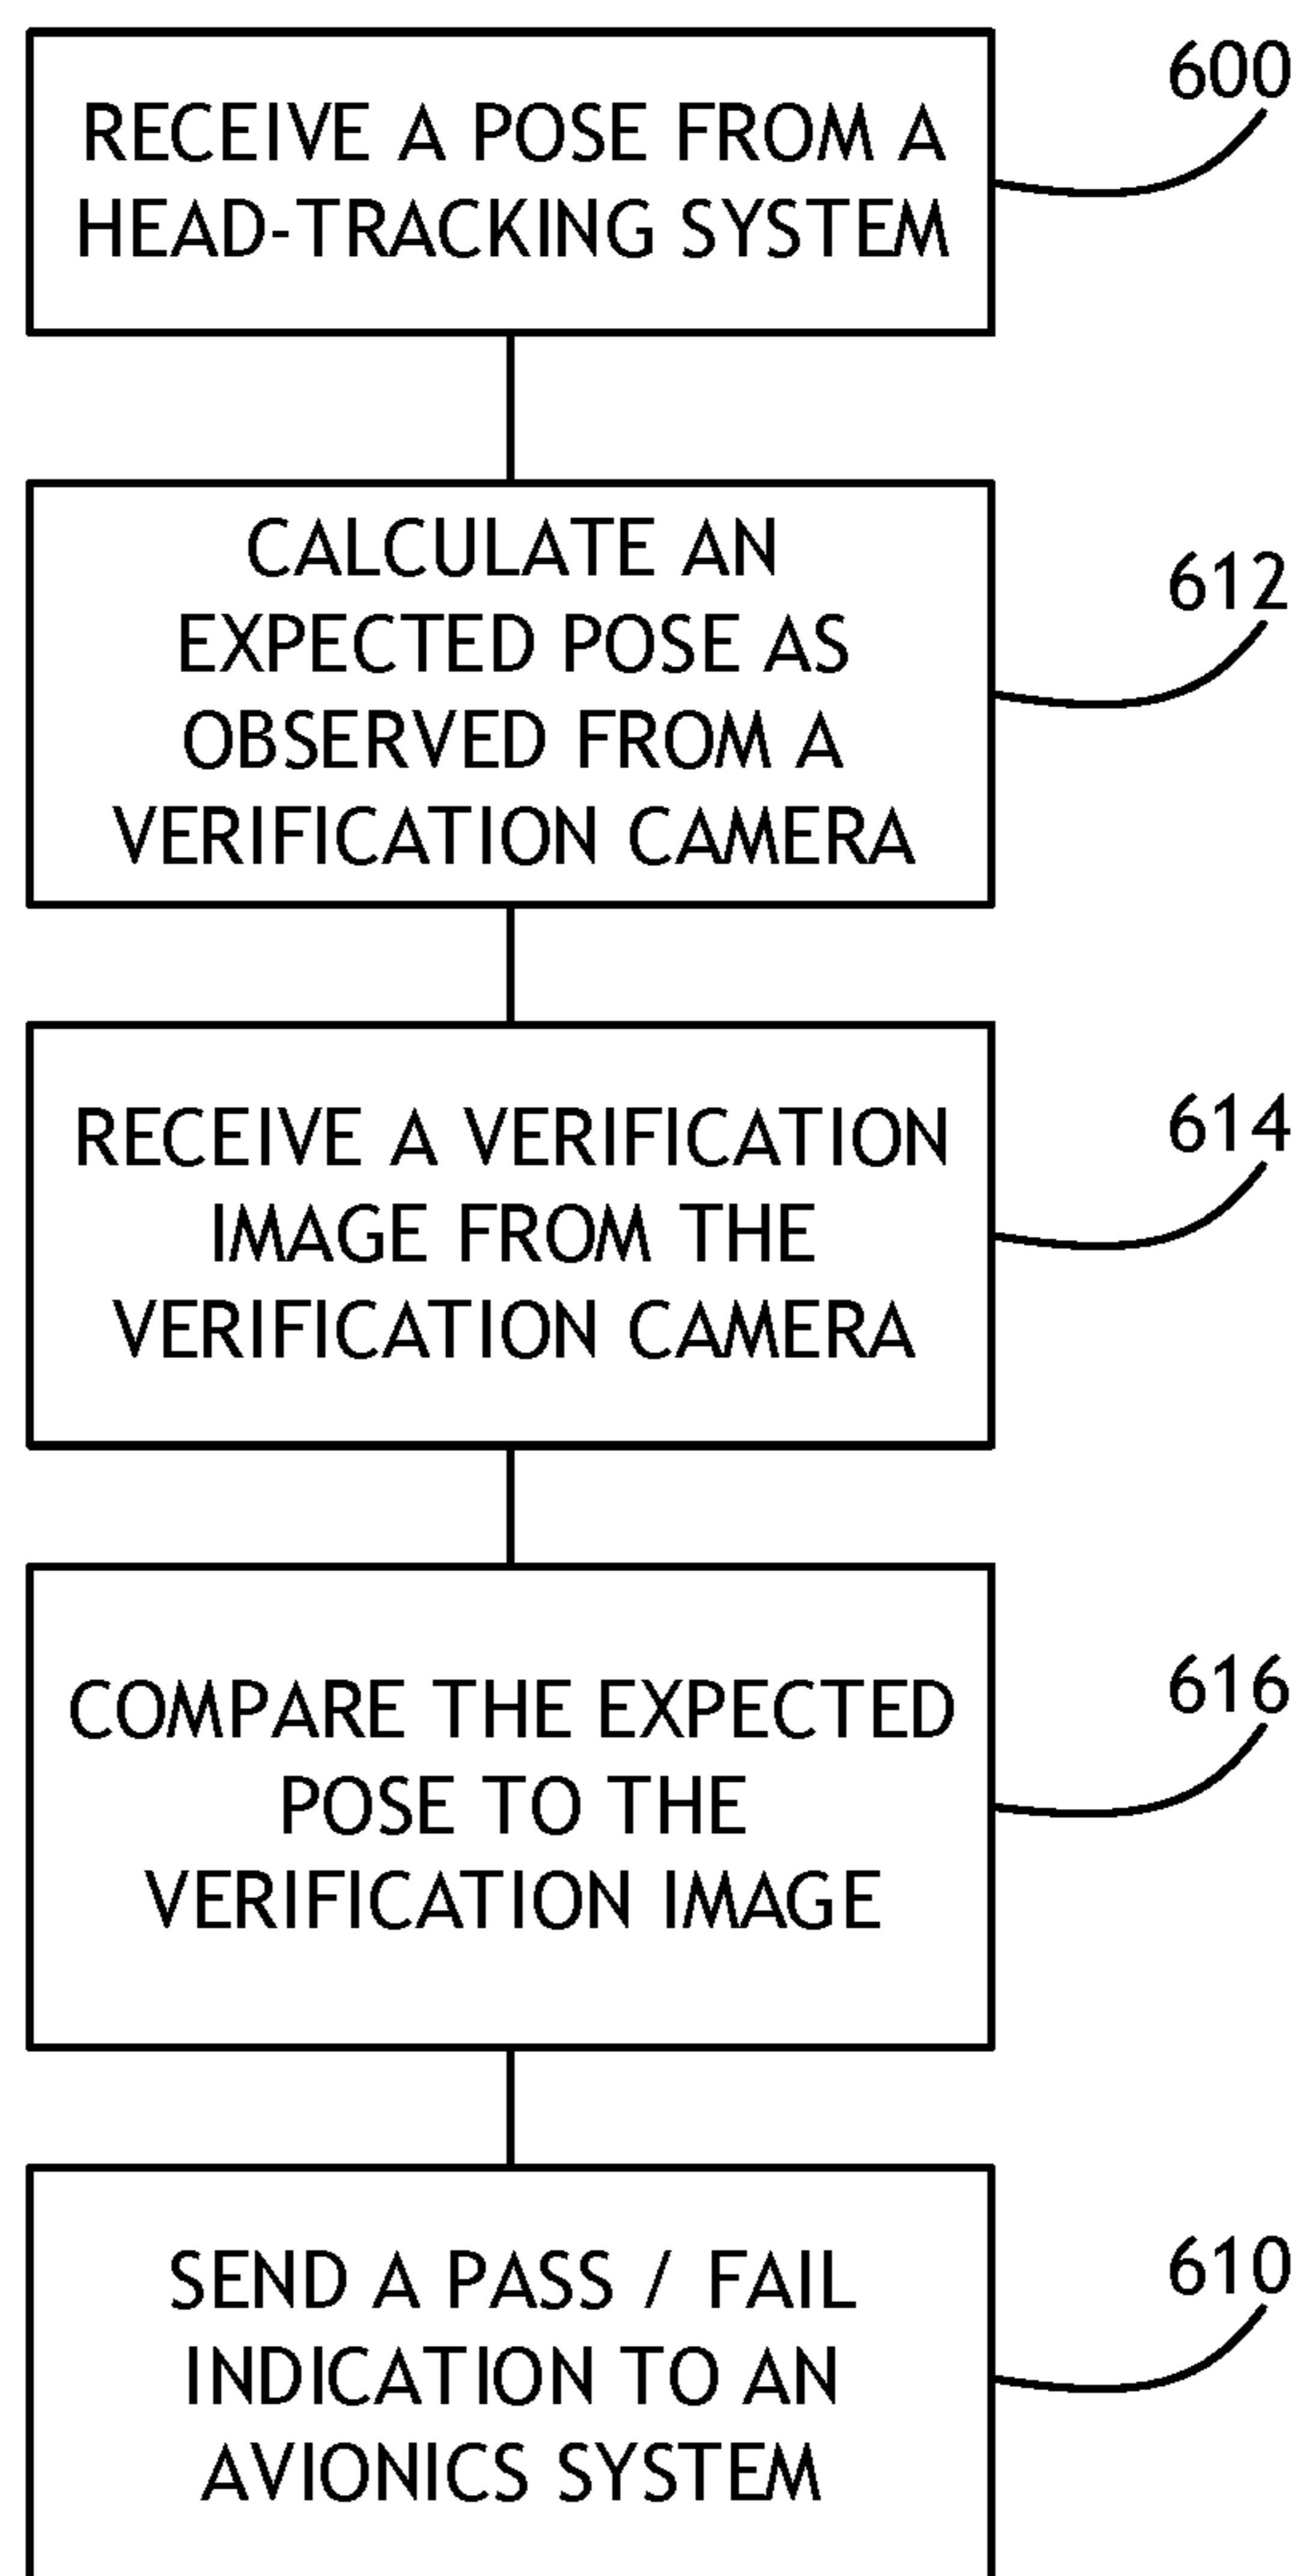 RECEIVE A POSE FROM A
HEAD-TRACKING SYSTEM
600
CALCULATE AN
EXPECTED POSE AS
OBSERVED FROM A
VERIFICATION CAMERA
612
RECEIVE A VERIFICATION
IMAGE FROM THE
VERIFICATION CAMERA
614
COMPARE THE EXPECTED
POSE TO THE
VERIFICATION IMAGE
616
SEND A PASS / FAIL
INDICATION TO AN
AVIONICS SYSTEM
610